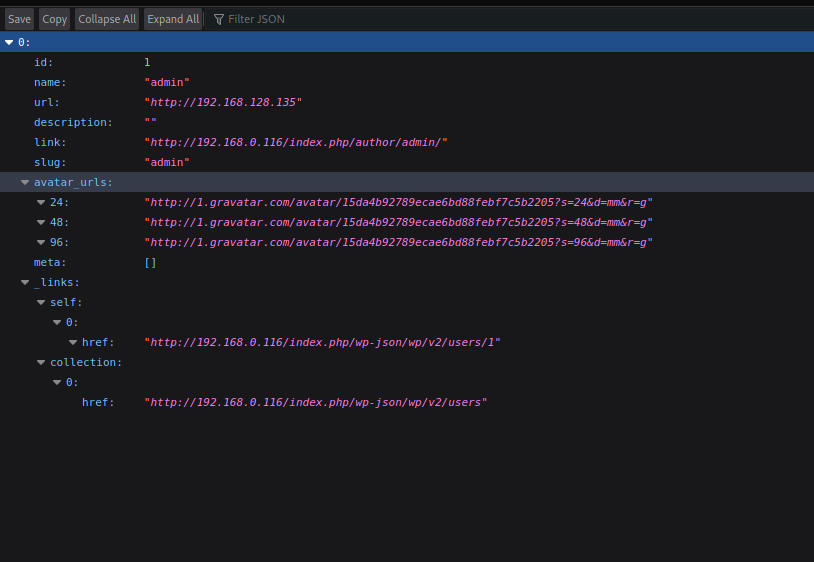 Save Copy Collapse All Expand All Filter JSON
0:
id: 1
name: "admin"
url: "http://192.168.128.135"
description: ""
link: "http://192.168.0.116/index.php/author/admin/"
slug: "admin"
avatar_urls:
24: "http://1.gravatar.com/avatar/15da4b92789ecae6bd88febf7c5b2205?s=24&d=mm&r=g"
48: "http://1.gravatar.com/avatar/15da4b92789ecae6bd88febf7c5b2205?s=48&d=mm&r=g"
96: "http://1.gravatar.com/avatar/15da4b92789ecae6bd88febf7c5b2205?s=96&d=mm&r=g"
meta: []
_links:
self:
0:
href: "http://192.168.0.116/index.php/wp-json/wp/v2/users/1"
collection:
0:
href: "http://192.168.0.116/index.php/wp-json/wp/v2/users"